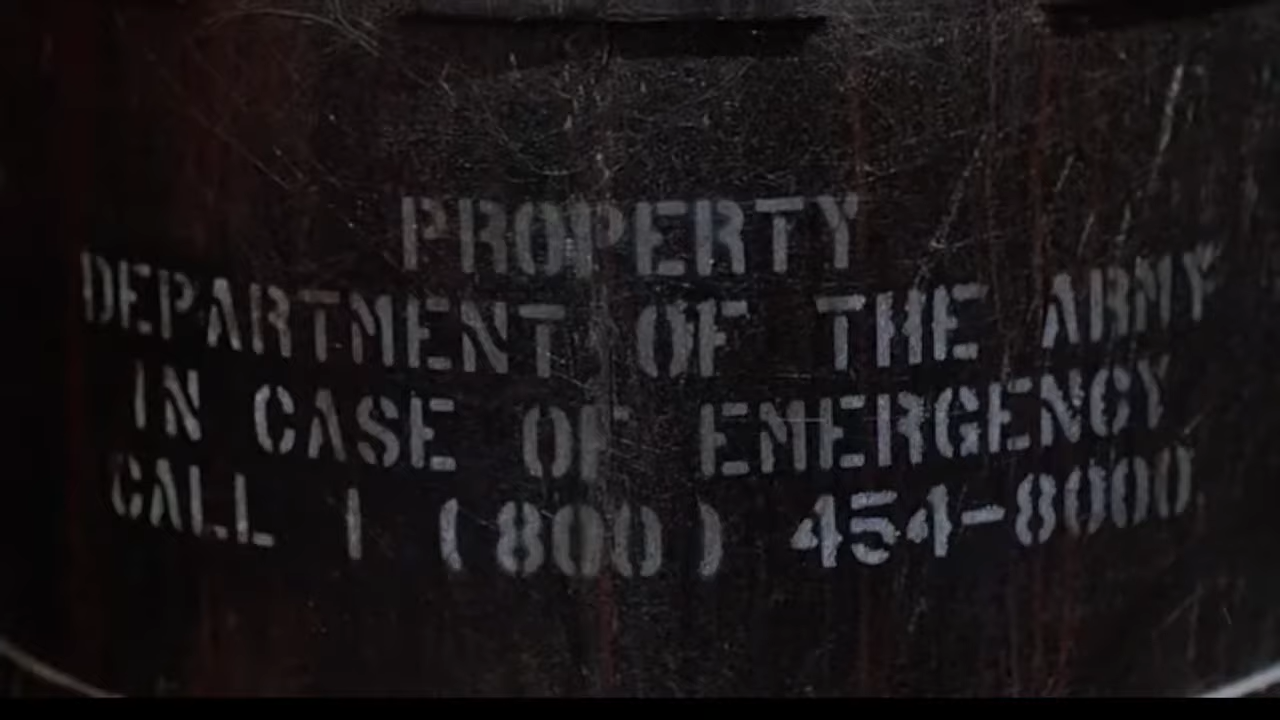 PROPERTY
DEPARTMENT OF THE ARMY
IN CASE OF EMERGENCY
CALL 1 (800) 454-8000